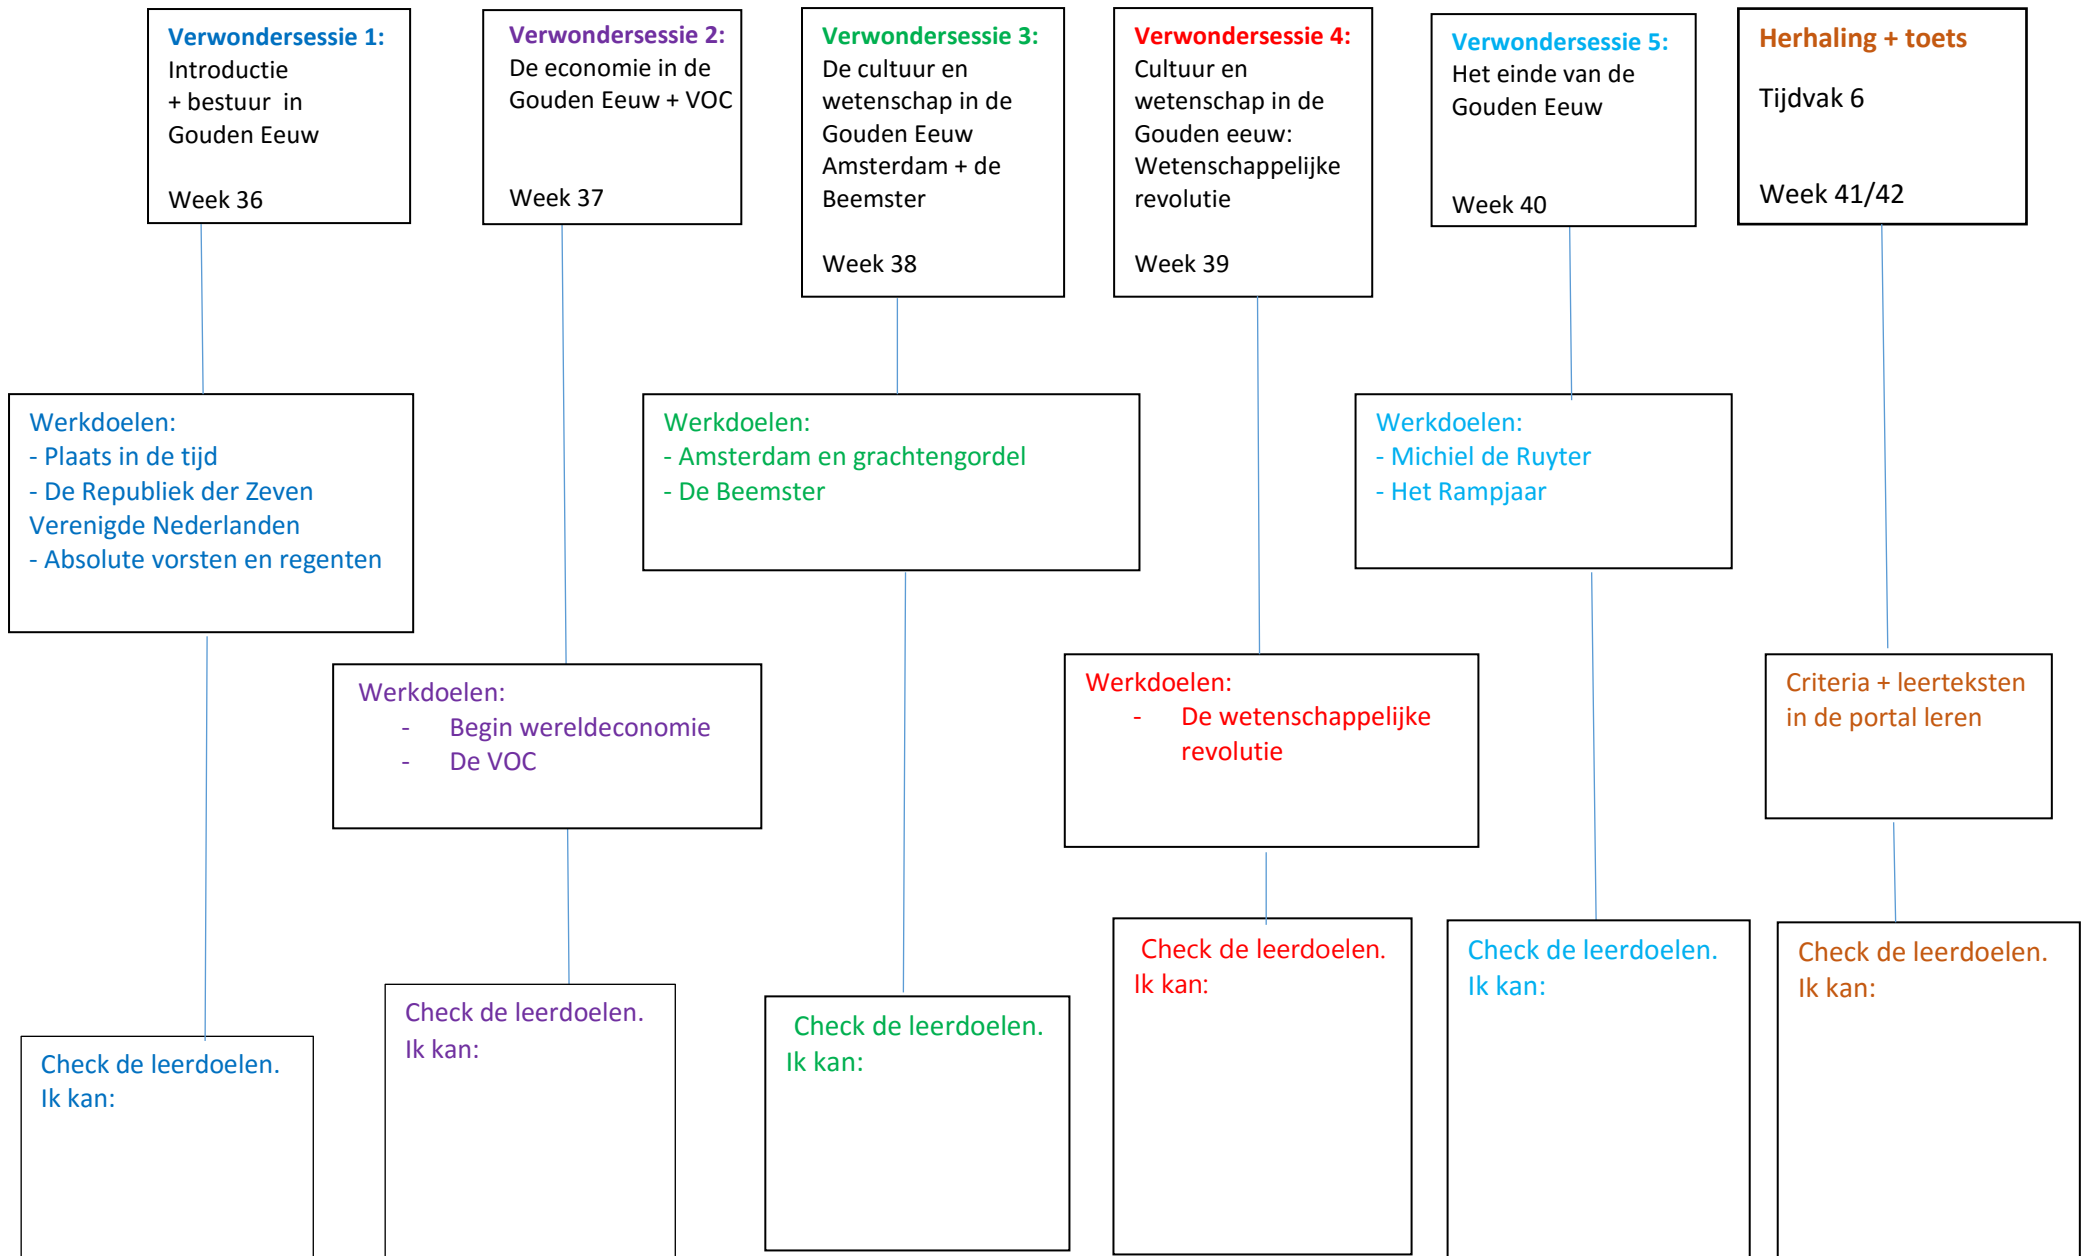 Verwondersessie 1:
Introductie
+ bestuur in
Gouden Eeuw
Week 36
Verwondersessie 2:
De economie in de
Gouden Eeuw + VOC
Week 37
Verwondersessie 3:
De cultuur en
wetenschap in de
Gouden Eeuw
Amsterdam + de
Beemster
Week 38
Verwondersessie 4:
Cultuur en
wetenschap in de
Gouden eeuw:
Wetenschappelijke
revolutie
Week 39
Verwondersessie 5:
Het einde van de
Gouden Eeuw
Week 40
Herhaling + toets
Tijdvak 6
Week 41/42
Werkdoelen:
- Plaats in de tijd
- De Republiek der Zeven
Verenigde Nederlanden
- Absolute vorsten en regenten
Werkdoelen:
- Amsterdam en grachtengordel
- De Beemster
Werkdoelen:
- Michiel de Ruyter
- Het Rampjaar
Werkdoelen:
- Begin wereldeconomie
- De VOC
Werkdoelen:
- De wetenschappelijke
revolutie
Criteria + leerteksten
in de portal leren
Check de leerdoelen.
Ik kan:
Check de leerdoelen.
Ik kan:
Check de leerdoelen.
Ik kan:
Check de leerdoelen.
Ik kan:
Check de leerdoelen.
Ik kan:
Check de leerdoelen.
Ik kan: